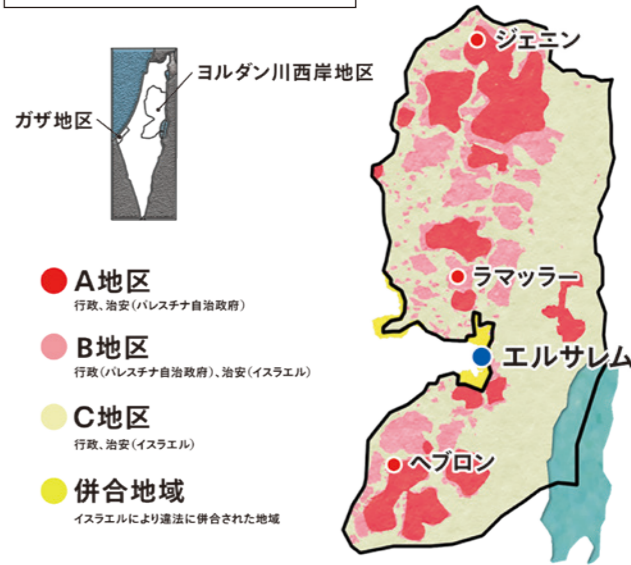 ジェニン
ヨルダン川西岸地区
ガザ地区
A地区
行政、治安（パレスチナ自治政府）
ラマッラー
B地区
行政（パレスチナ自治政府）、治安（イスラエル）
エルサレム
C地区
行政、治安（イスラエル）
ヘブロン
併合地域
イスラエルにより違法に併合された地域